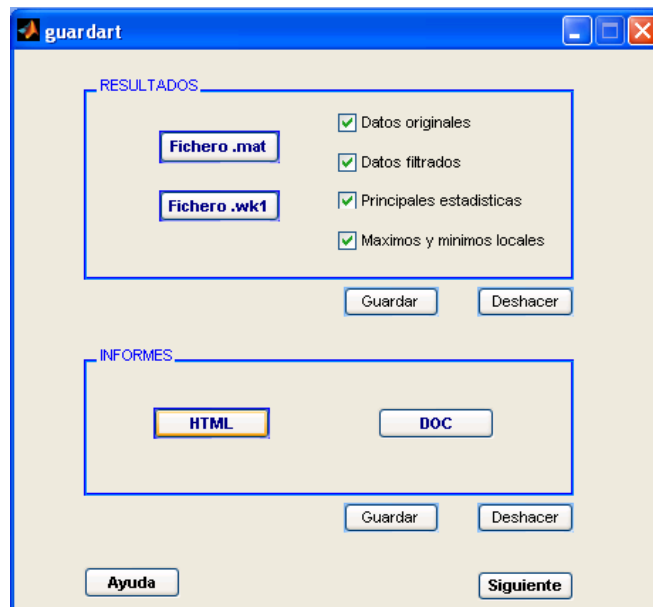 guardart
RESULTADOS
Datos originales
Fichero .mat
Datos filtrados
Fichero .wk1
Principales estadisticas
Maximos y minimos locales
Guardar
Deshacer
INFORMES
HTML
DOC
Guardar
Deshacer
Ayuda
Siguiente